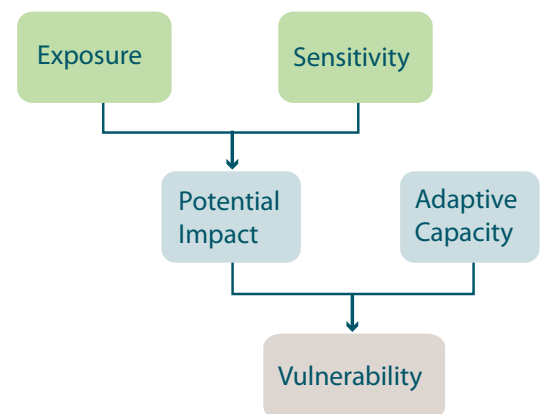 Exposure
Sensitivity
Potential
Impact
Adaptive
Capacity
Vulnerability